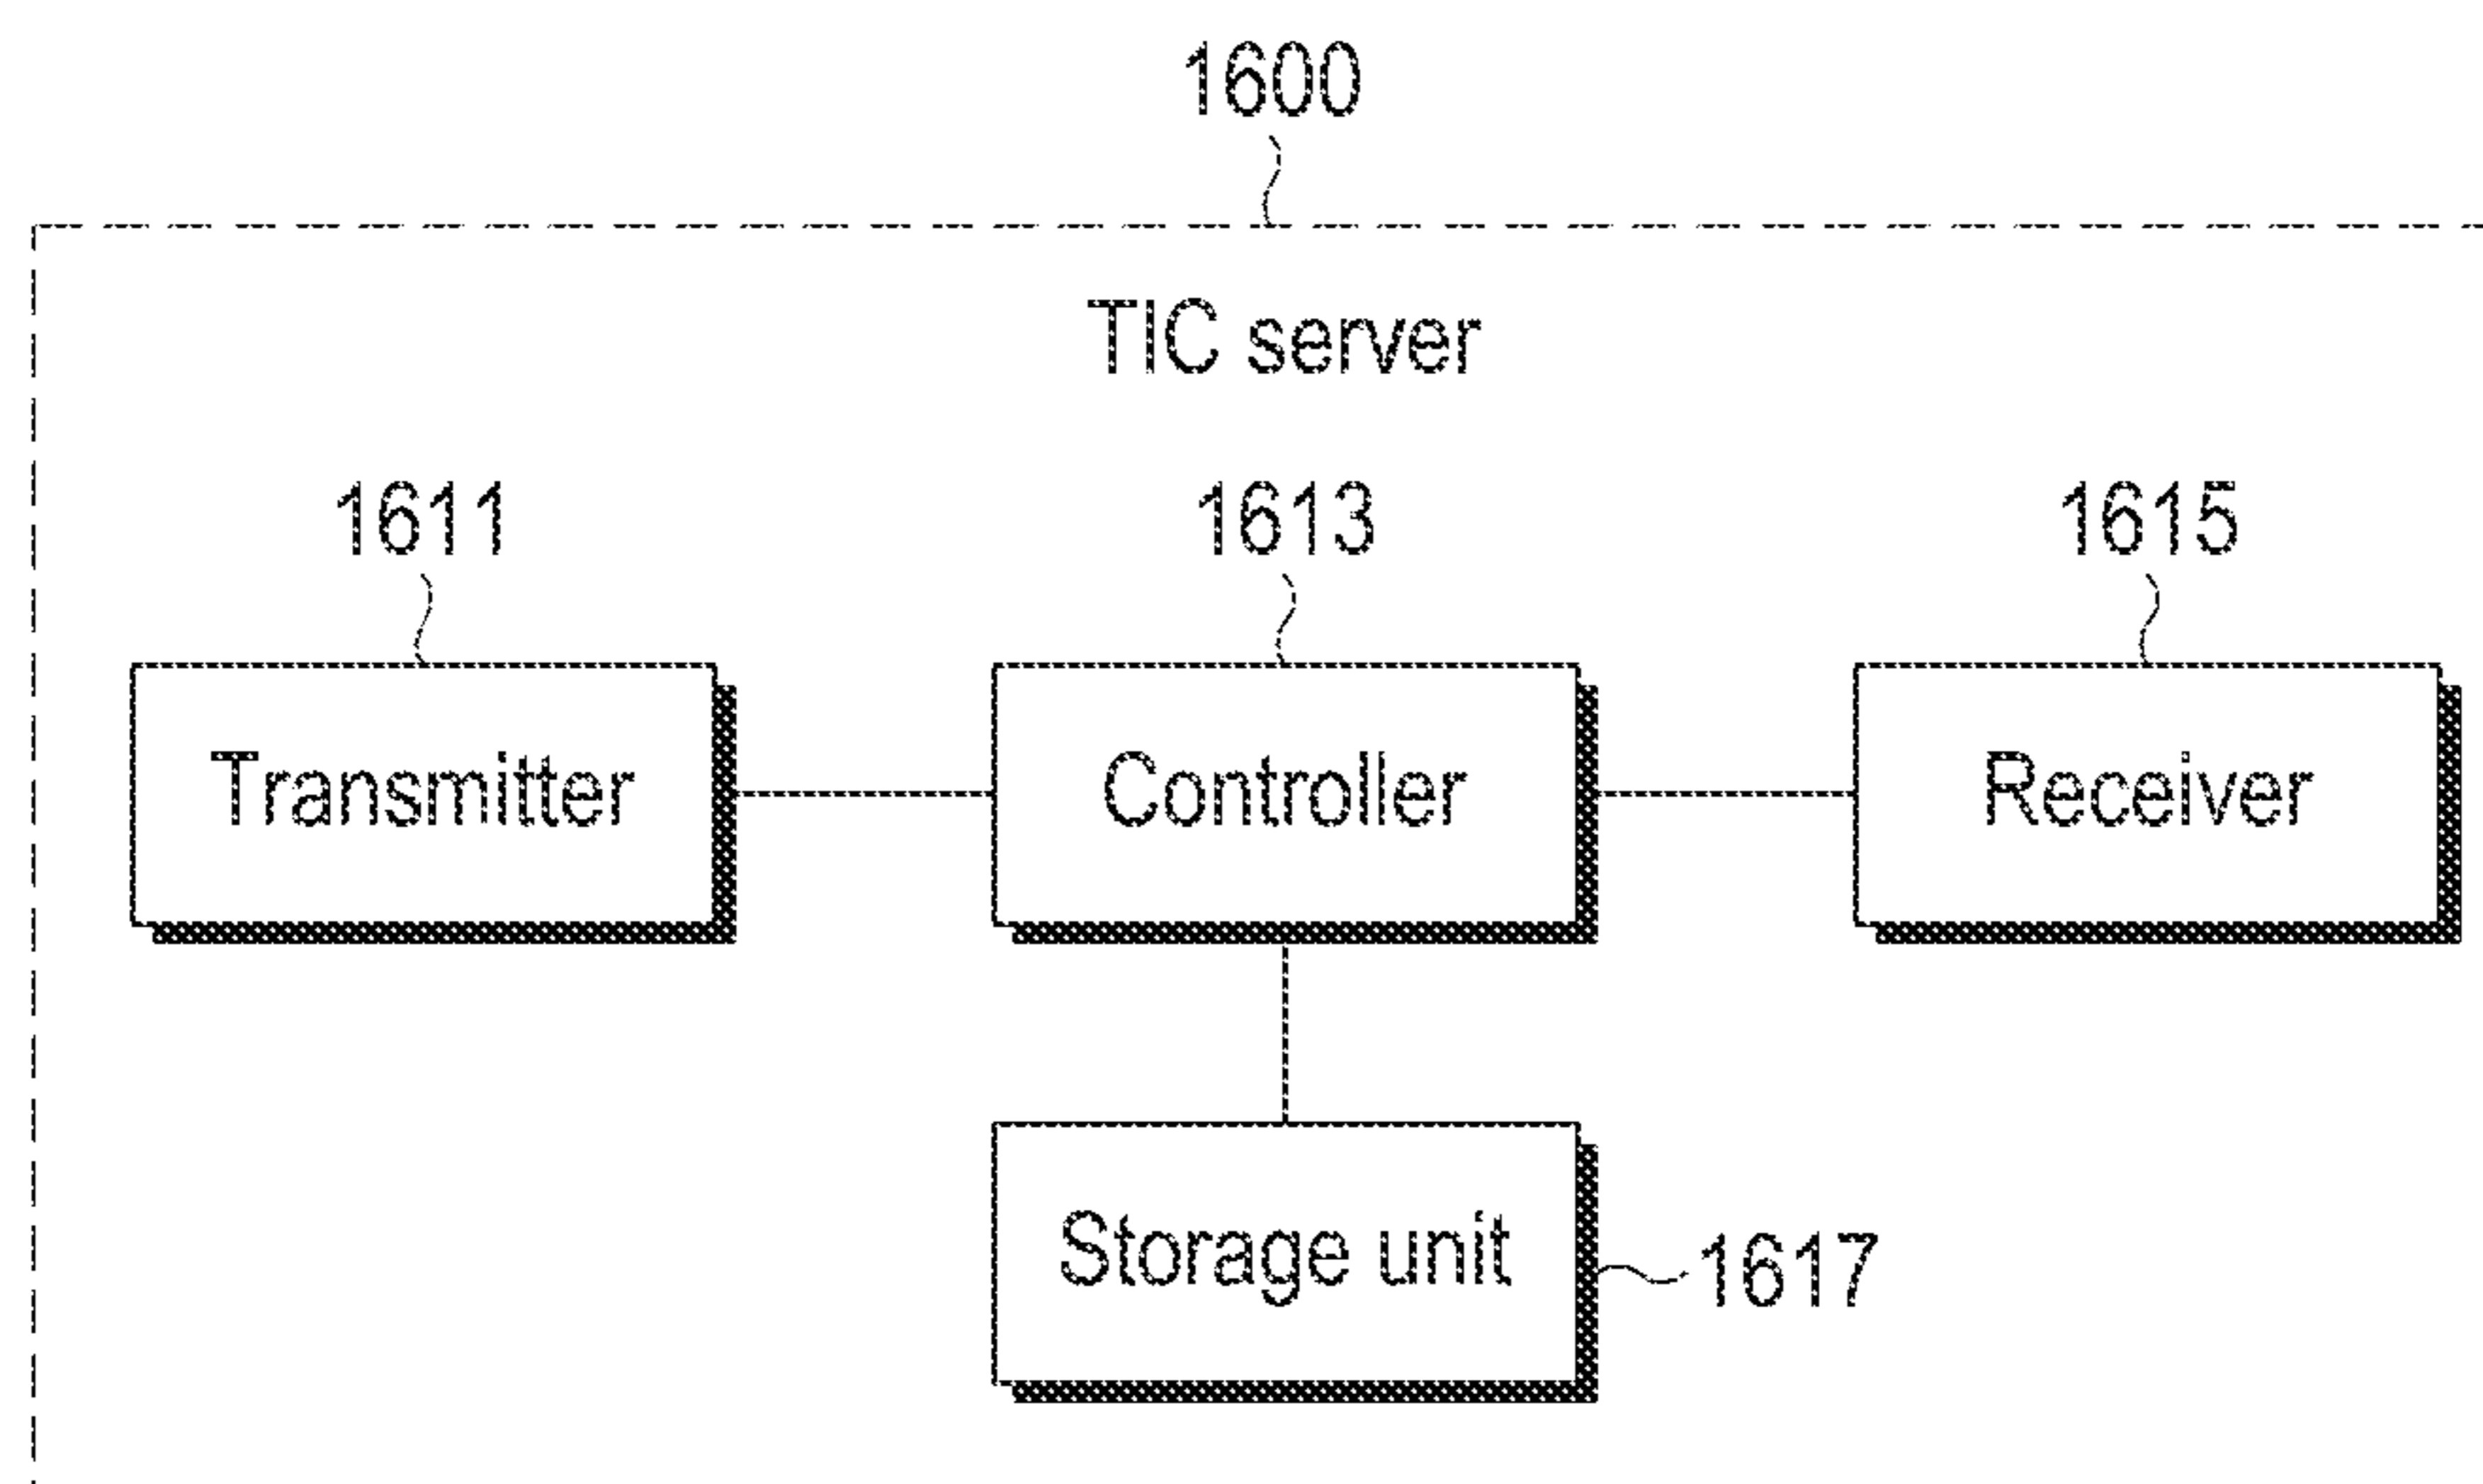 1600
TIC server
1611 1613 1615
Transmitter Controller Receiver
Storage unit 1617